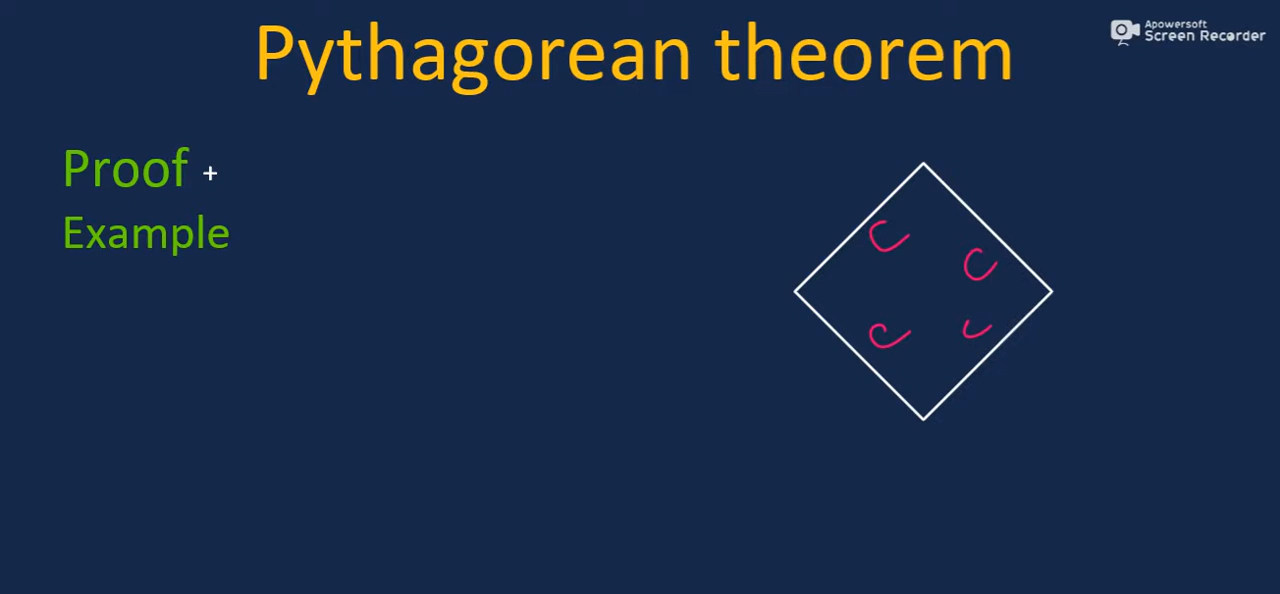 Pythagorean theorem
Apowersoft
Screen Recorder
Proof +
Example
C
C
C
C